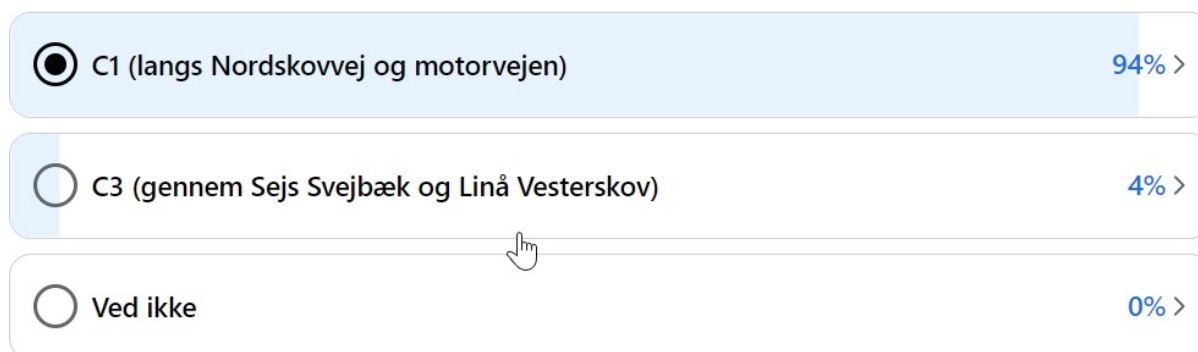 C1 (langs Nordskovvej og motorvejen) 94% >
C3 (gennem Sejs Svejbæk og Linå Vesterskov) 4% >
Ved ikke 0% >